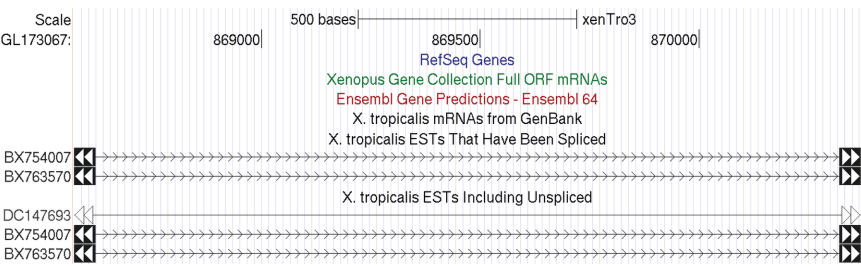 Scale 500 bases xenTro3
GL173067: 869000 869500 870000
RefSeq Genes
Xenopus Gene Collection Full ORF mRNAs
Ensembl Gene Predictions - Ensembl 64
X. tropicalis mRNAs from GenBank
X. tropicalis ESTs That Have Been Spliced
BX754007
BX763570
X. tropicalis ESTs Including Unspliced
DC147693
BX754007
BX763570